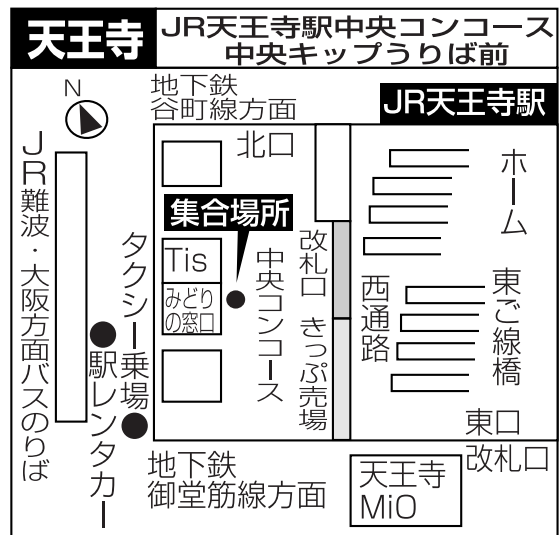 天王寺
JR天王寺駅中央コンコース
中央キップうりば前
N
地下鉄
谷町線方面
JR天王寺駅
北口
集合場所
Tis
みどり
の窓口
中央コンコース
改札口
きっぷ売場
西通路
ホーム
東ご線橋
東口
改札口
JR難波・大阪方面バスのりば
タクシー乗場
駅レンタカー
地下鉄
御堂筋線方面
天王寺
MiO